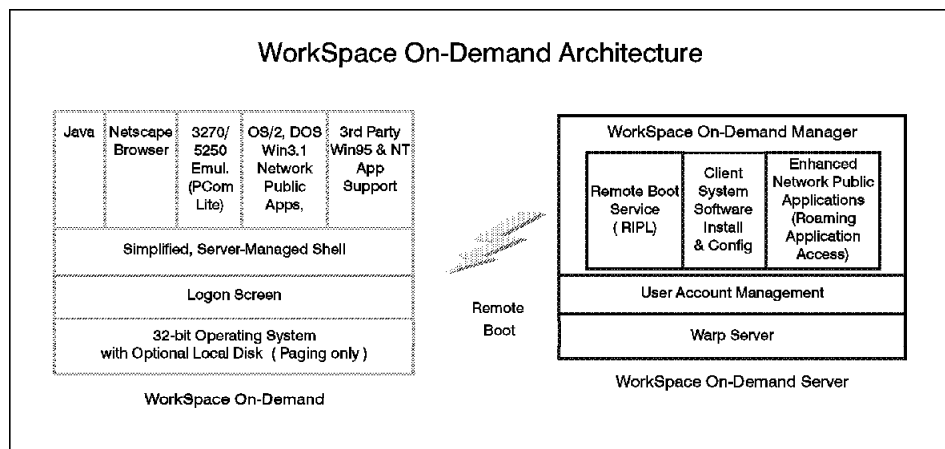 WorkSpace On-Demand Architecture
Java
Netscape
Browser
3270/
5250
Emul.
(PCom
Lite)
OS/2, DOS
Win3.1
Network
Public
Apps,
3rd Party
Win95 & NT
App
Support
Simplified, Server-Managed Shell
Logon Screen
32-bit Operating System
with Optional Local Disk ( Paging only )
WorkSpace On-Demand
Remote
Boot
WorkSpace On-Demand Manager
Remote Boot
Service
( RIPL)
Client
System
Software
Install
& Config
Enhanced
Network Public
Applications
(Roaming
Application
Access)
User Account Management
Warp Server
WorkSpace On-Demand Server